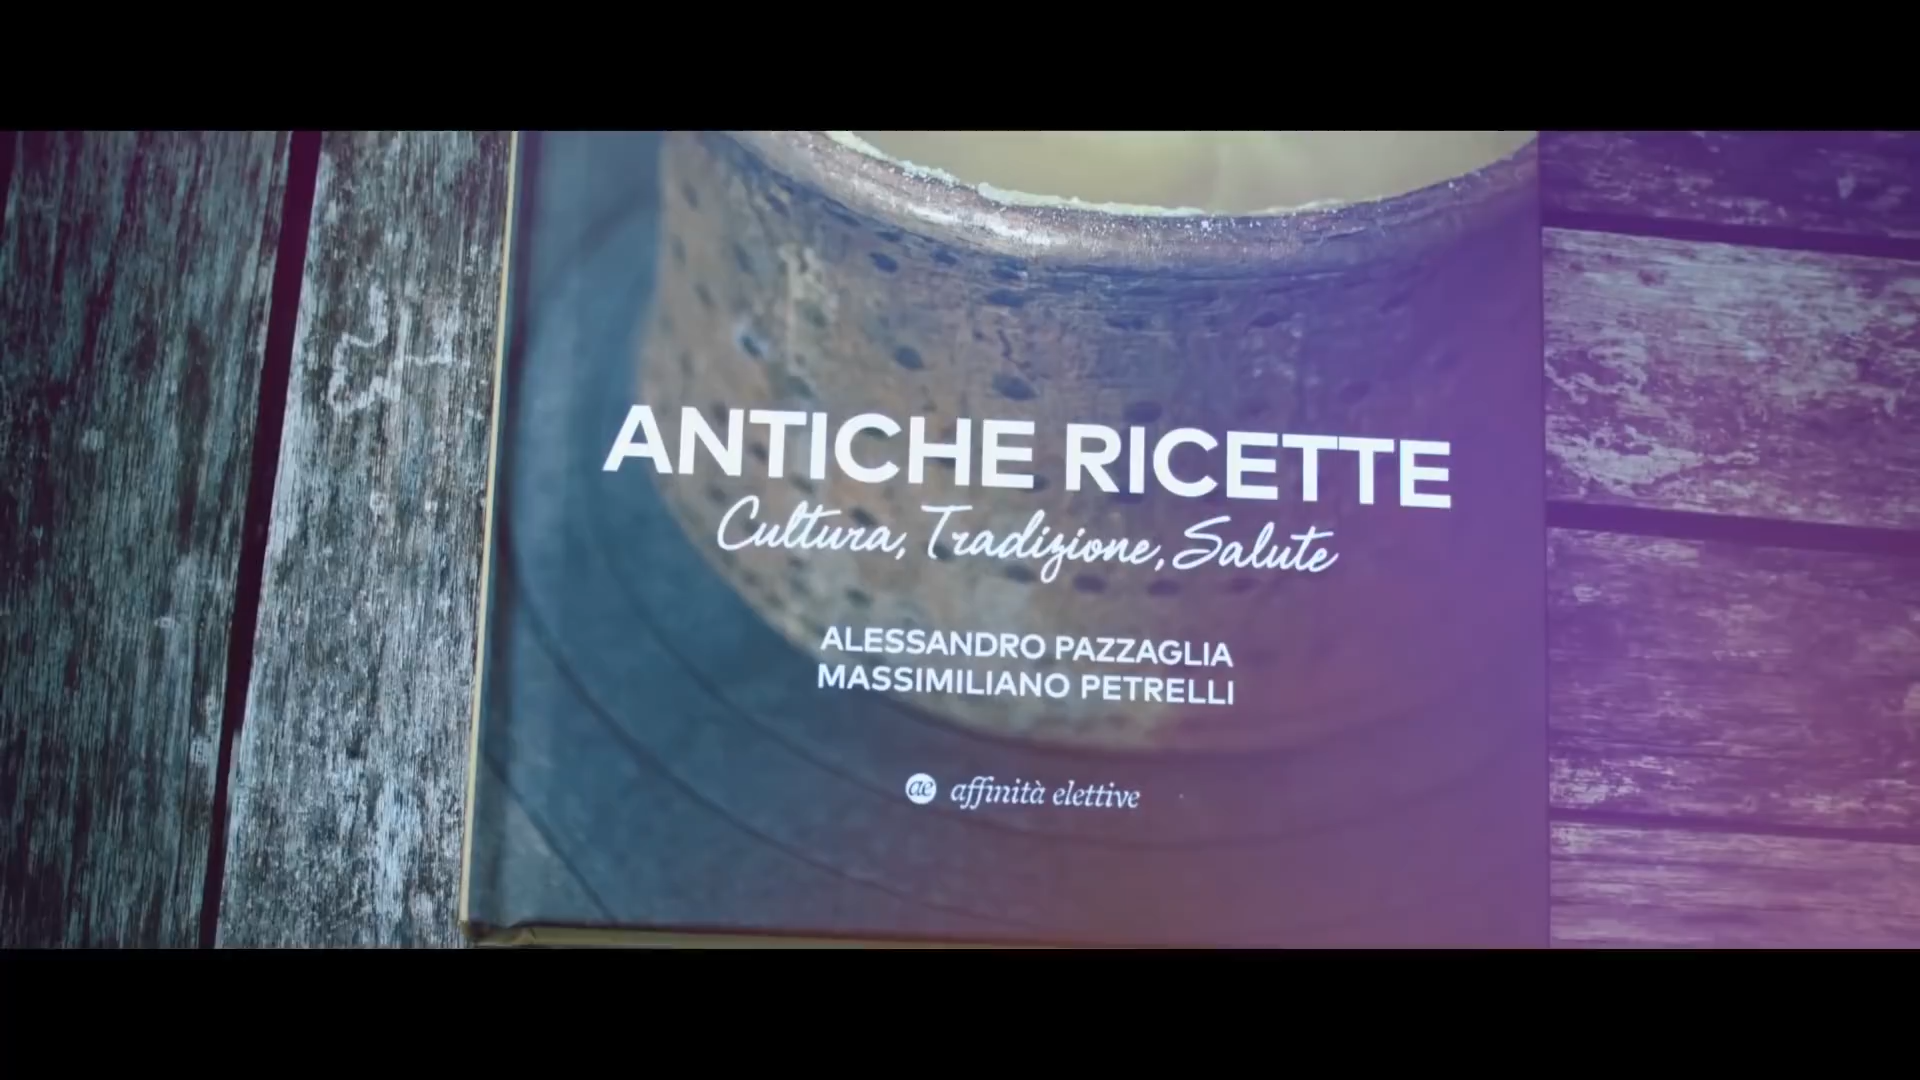 ANTICHE RICETTE
Cultura, Tradizione, Salute
ALESSANDRO PAZZAGLIA
MASSIMILIANO PETRELLI
ae affinità elettive